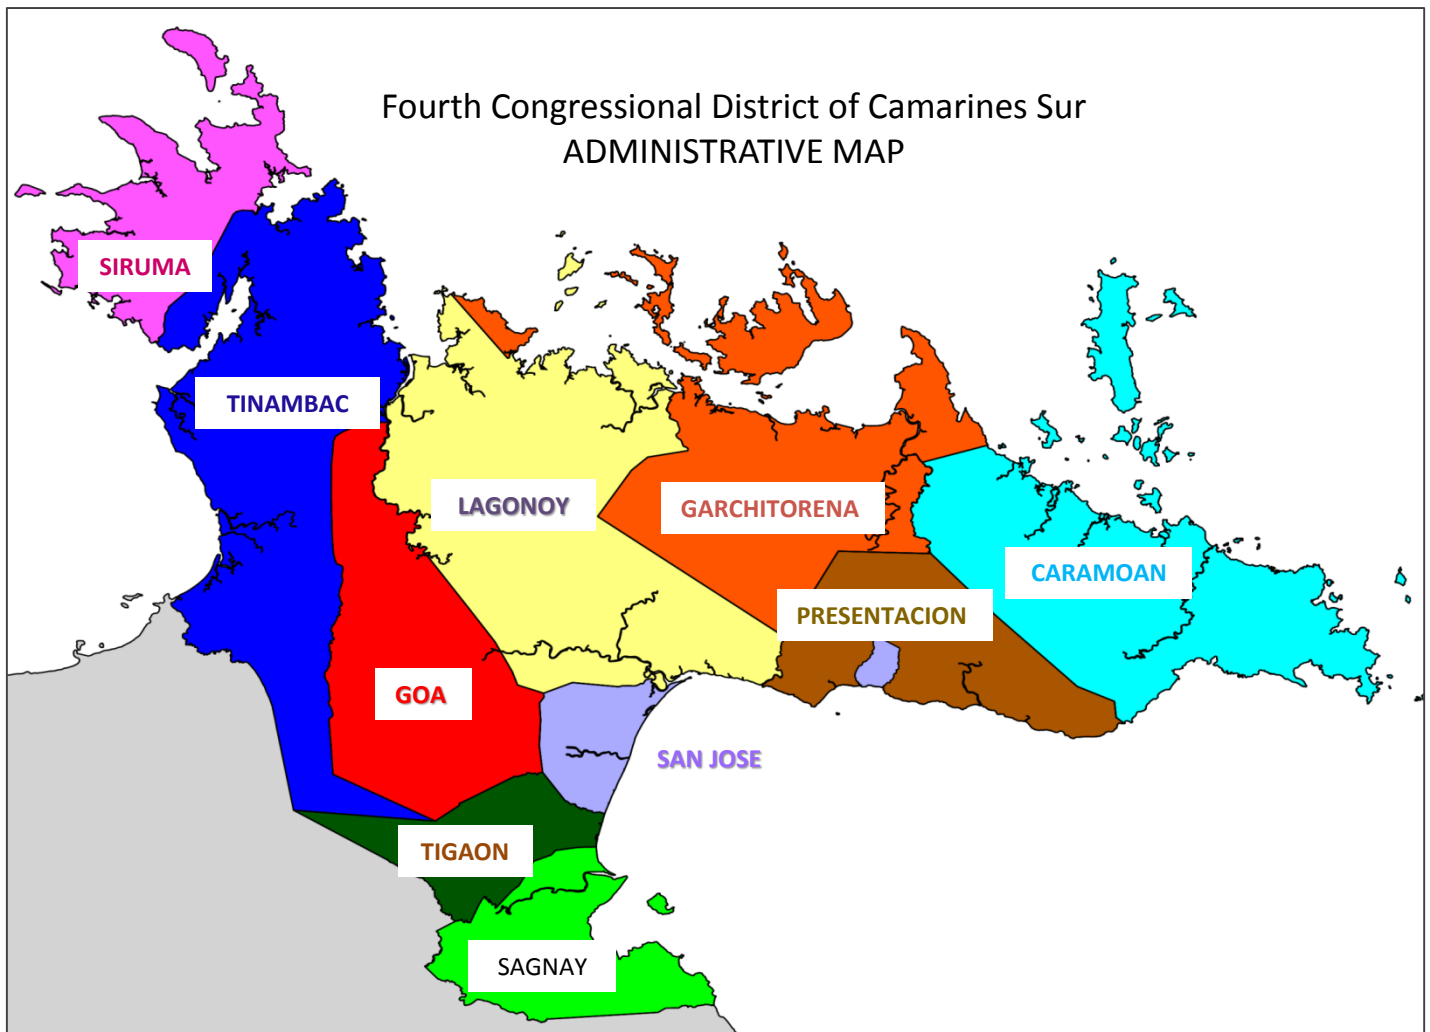 Fourth Congressional District of Camarines Sur
ADMINISTRATIVE MAP
SIRUMA
TINAMBAC
LAGONOY
GARCHITORENA
CARAMOAN
PRESENTACION
GOA
SAN JOSE
TIGAON
SAGNAY